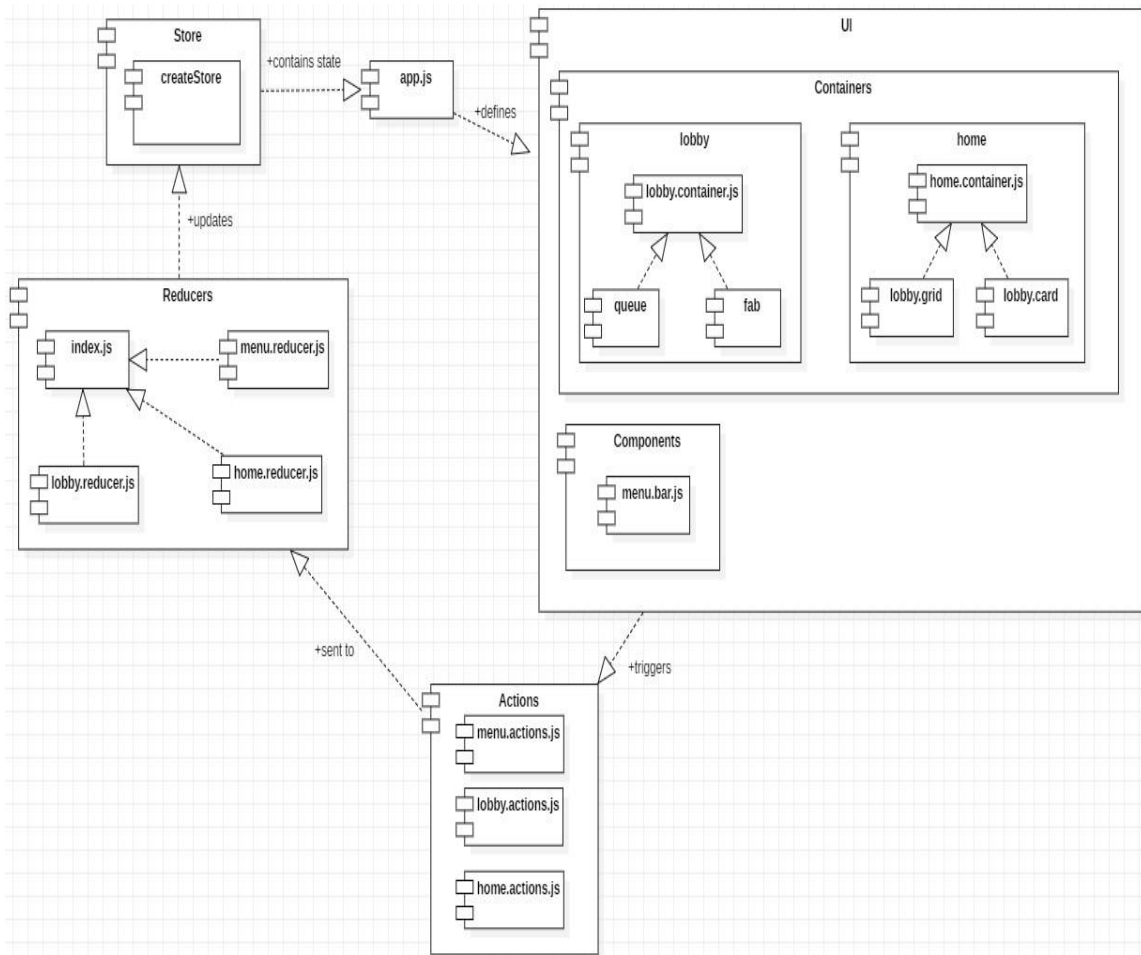 Store
createStore
+contains state
app.js
+defines
UI
Containers
lobby
lobby.container.js
queue
fab
home
home.container.js
lobby.grid
lobby.card
Components
menu.bar.js
+updates
Reducers
index.js
menu.reducer.js
lobby.reducer.js
home.reducer.js
+sent to
+triggers
Actions
menu.actions.js
lobby.actions.js
home.actions.js